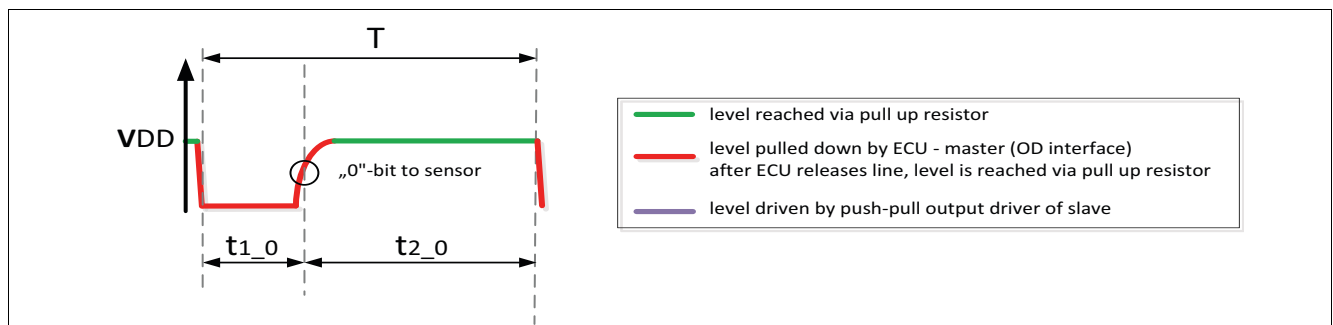 T
VDD
„0"-bit to sensor
t1_0
t2_0
level reached via pull up resistor
level pulled down by ECU - master (OD interface)
after ECU releases line, level is reached via pull up resistor
level driven by push-pull output driver of slave